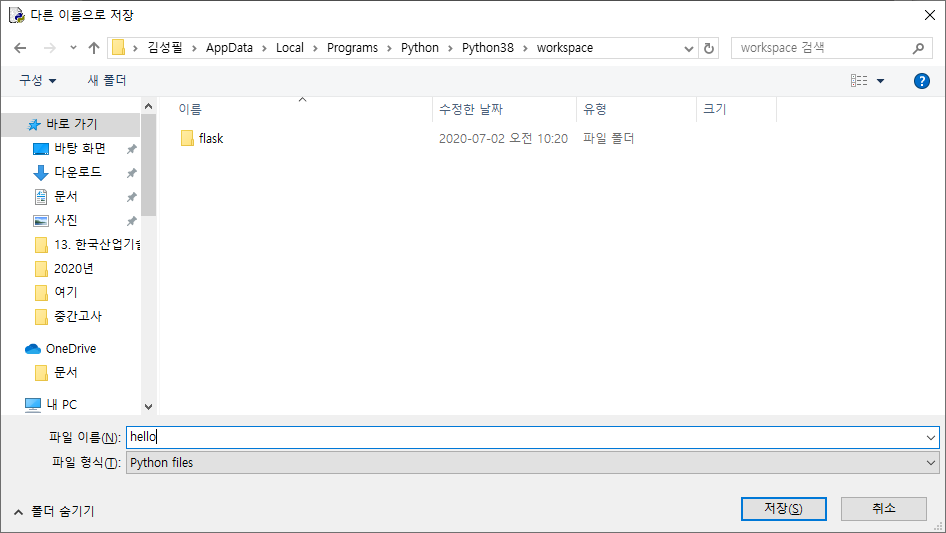 다른 이름으로 저장
김성필 AppData Local Programs Python Python38 workspace
workspace 검색
구성
새 폴더
이름 수정한 날짜 유형 크기
flask 2020-07-02 오전 10:20 파일 폴더
바로 가기
바탕 화면
다운로드
문서
사진
13. 한국산업기술
2020년
여기
중간고사
OneDrive
문서
내 PC
파일 이름(N): hello
파일 형식(T): Python files
폴더 숨기기
저장(S)
취소